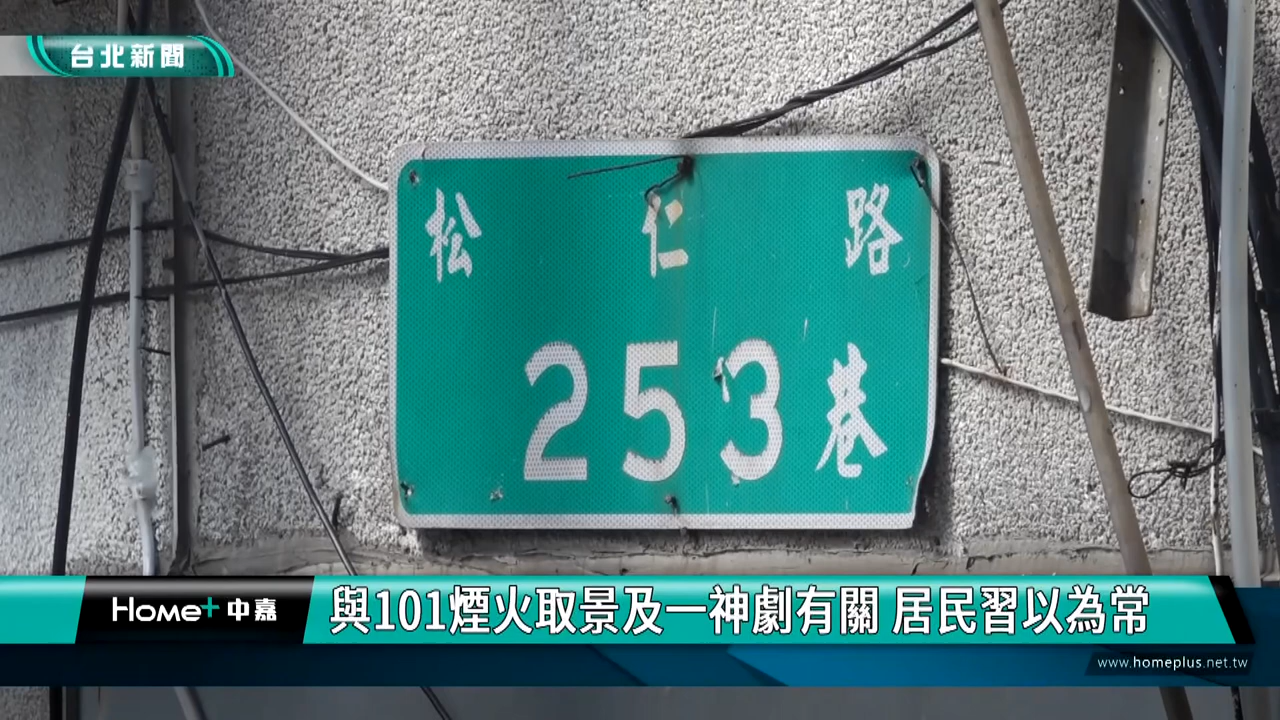 台北新聞
松仁路
253巷
Home+中嘉
與101煙火取景及一神劇有關 居民習以為常
www.homeplus.net.tw